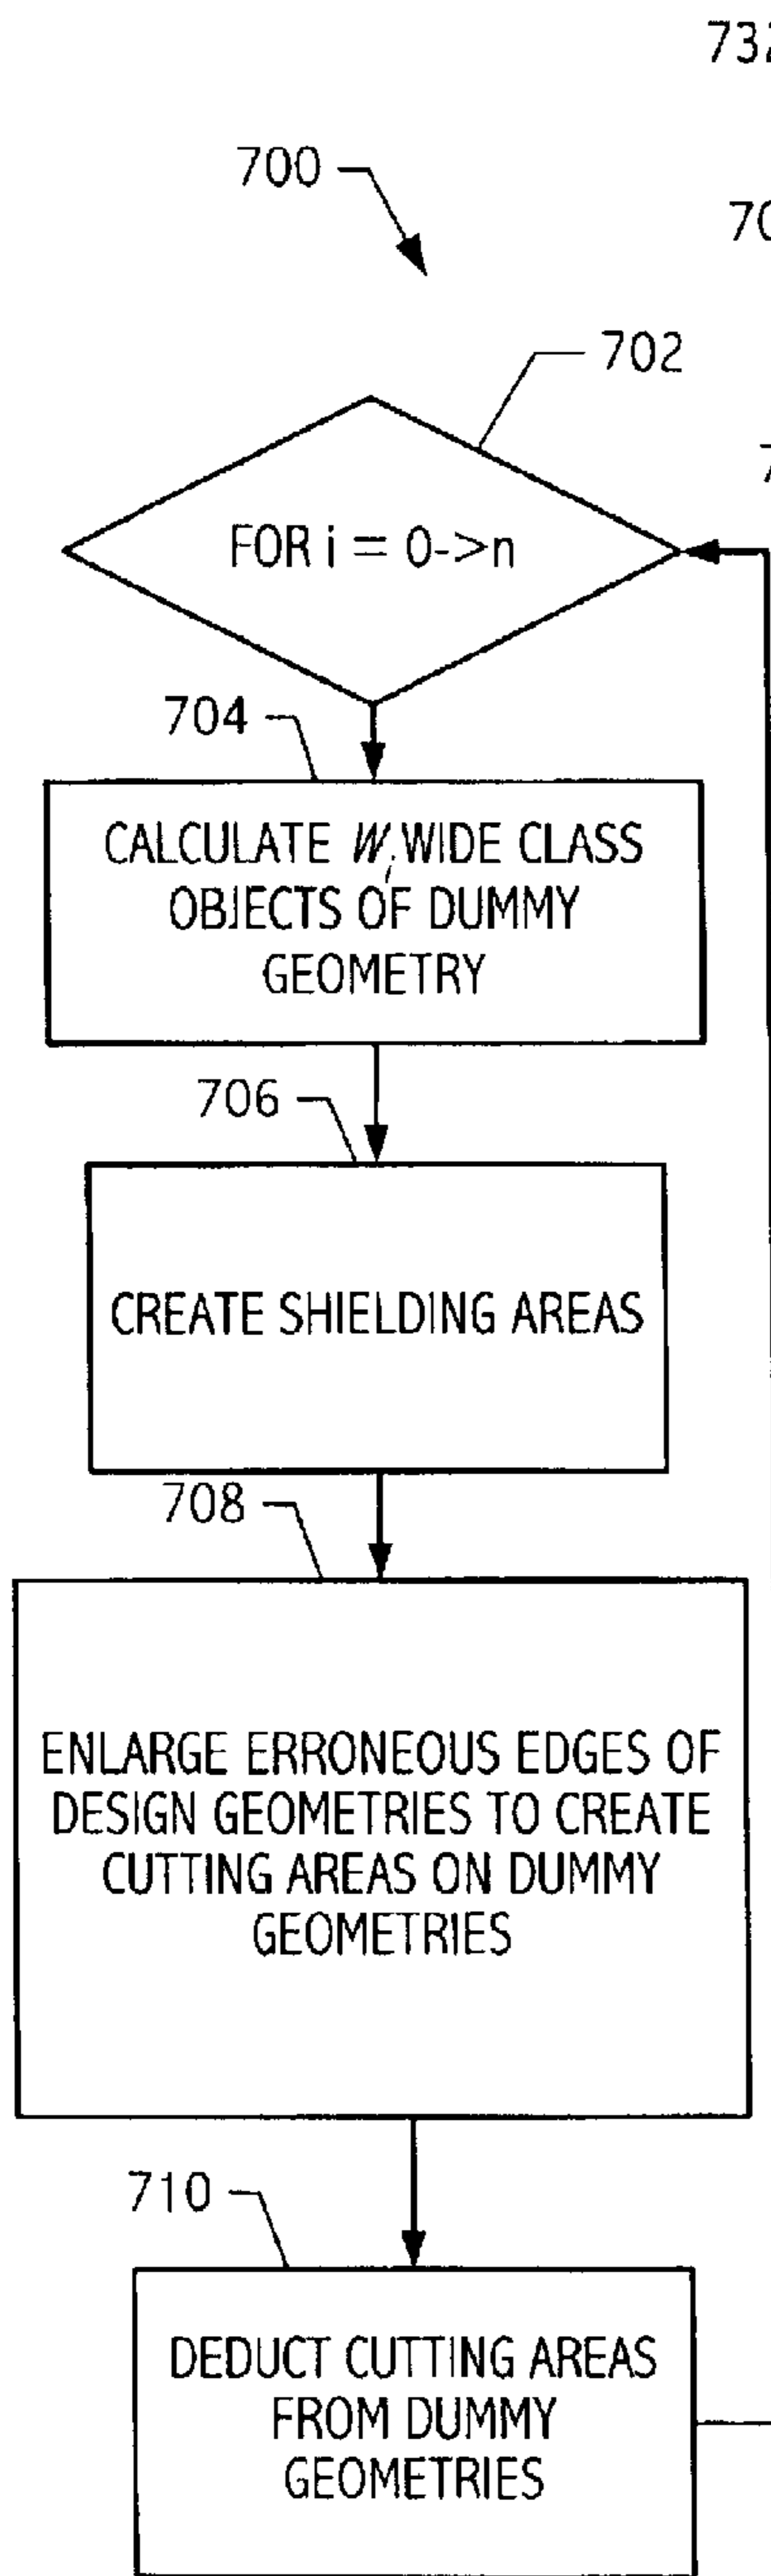 700
702
FOR i = 0->n
704
CALCULATE Wi WIDE CLASS
OBJECTS OF DUMMY
GEOMETRY
706
CREATE SHIELDING AREAS
708
ENLARGE ERRONEOUS EDGES OF
DESIGN GEOMETRIES TO CREATE
CUTTING AREAS ON DUMMY
GEOMETRIES
710
DEDUCT CUTTING AREAS
FROM DUMMY
GEOMETRIES